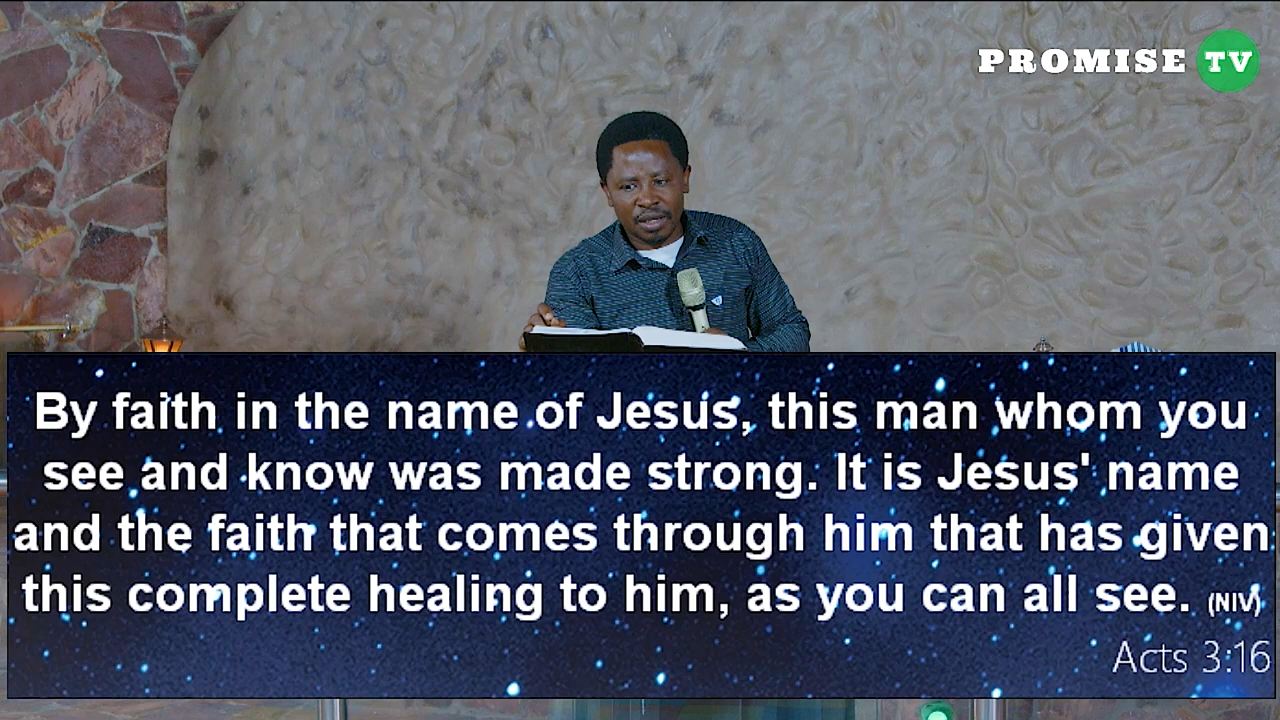 PROMISE TV
By faith in the name of Jesus, this man whom you
see and know was made strong. It is Jesus' name
and the faith that comes through him that has given
this complete healing to him, as you can all see. (NIV)
Acts 3:16